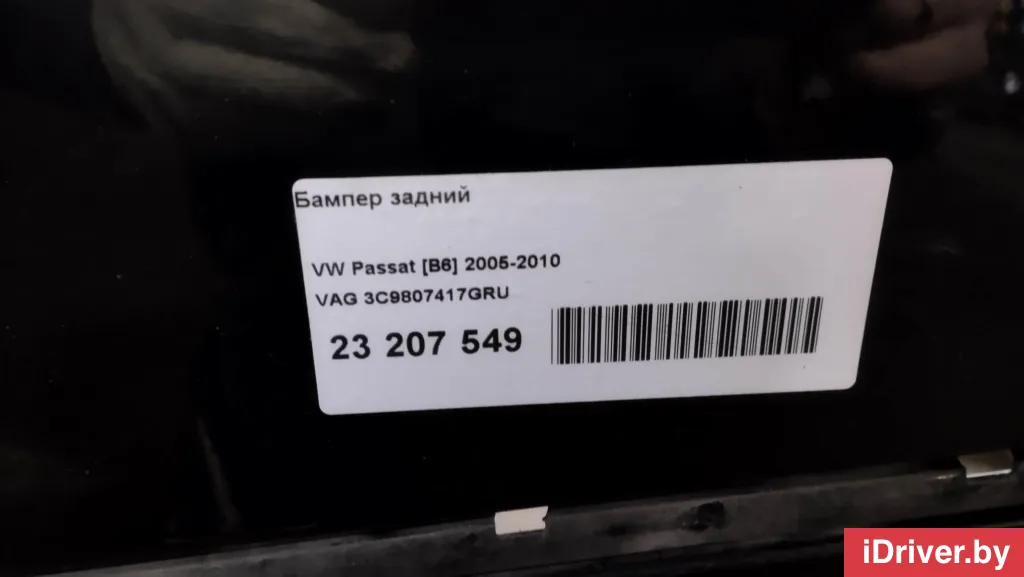 Бампер задний
VW Passat [B6] 2005-2010
VAG 3C9807417GRU
23 207 549
iDriver.by